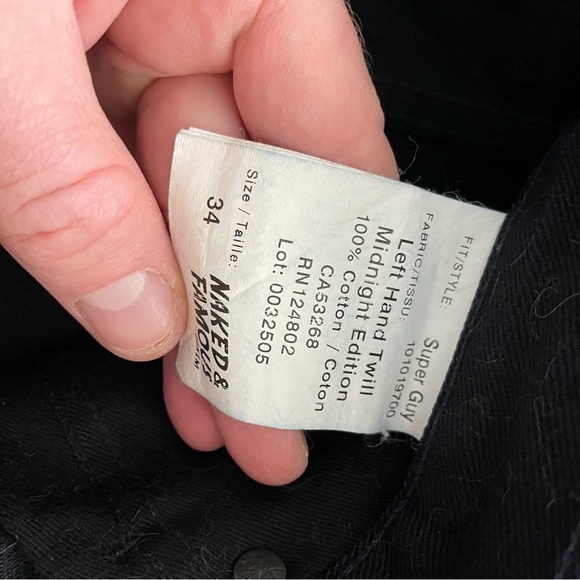 FIT/STYLE:
Super Guy
101019700
FABRIC/TISSU:
Left Hand Twill
Midnight Edition
100% Cotton / Coton
CA53268
RN124802
Lot: 0032505
Size / Taille:
34
NAKED &
FAMOUS